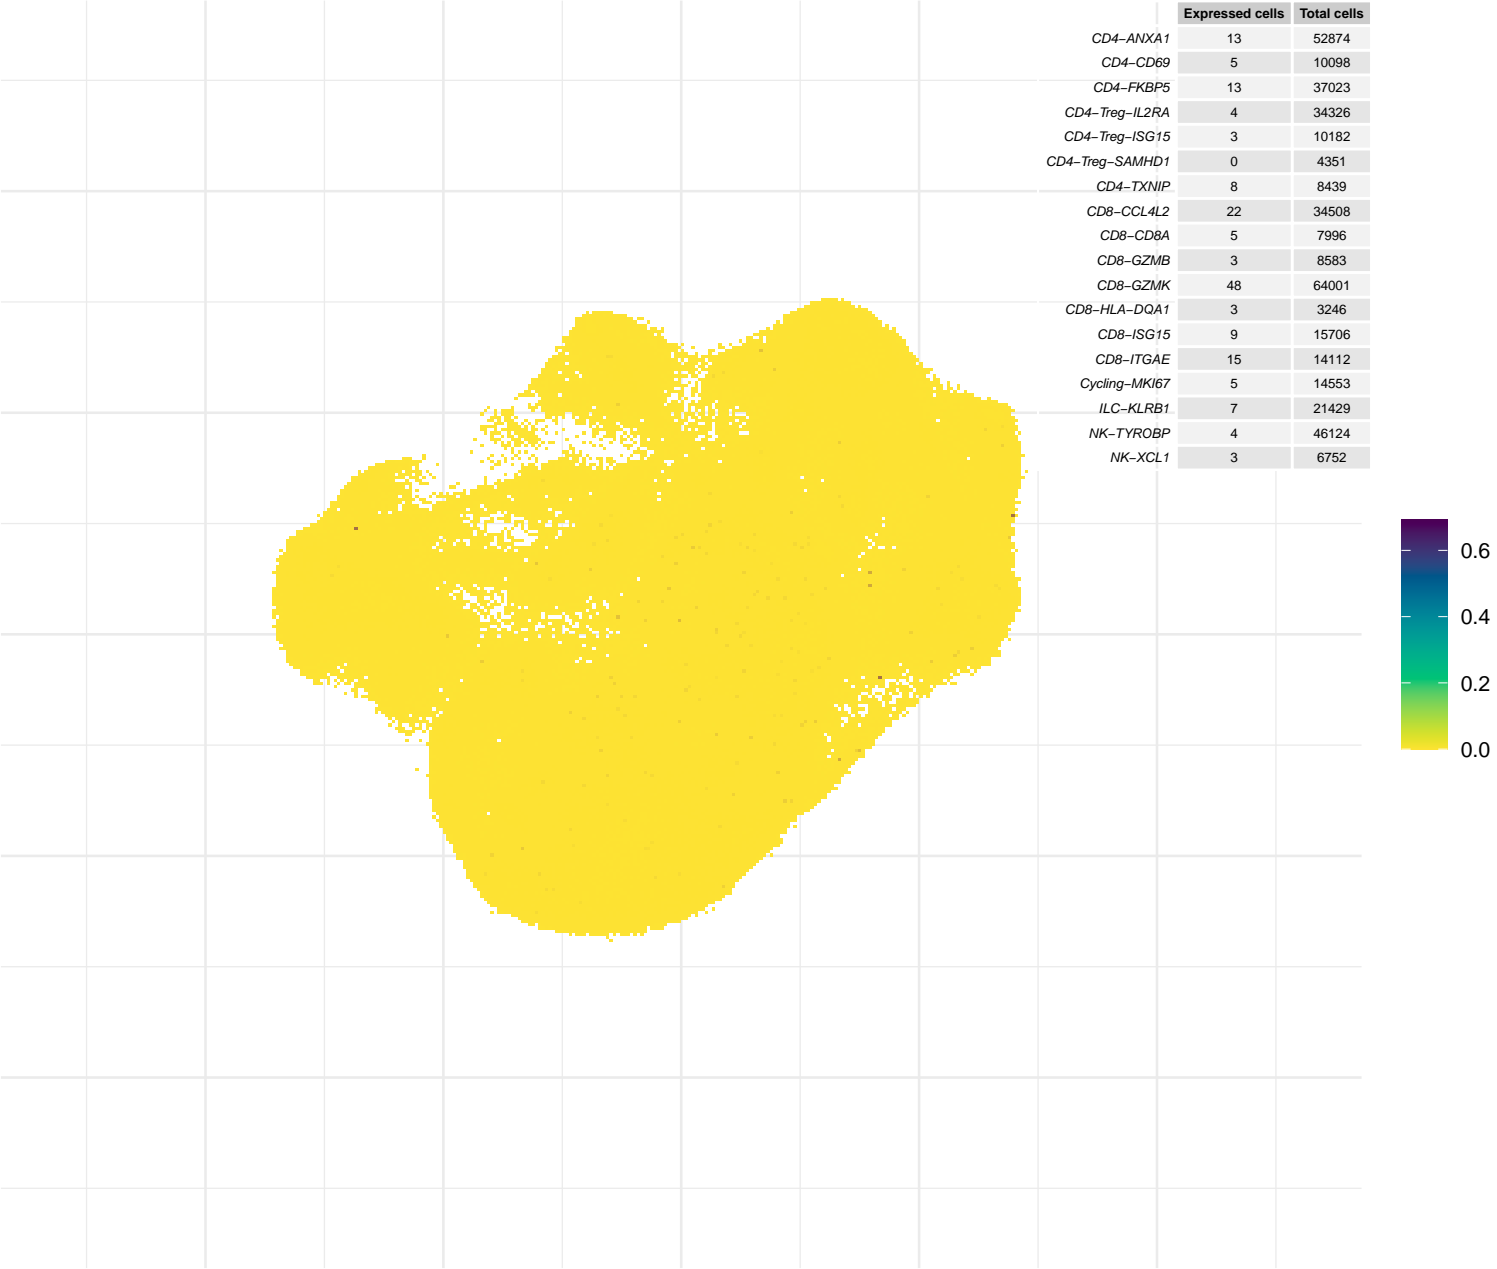 Expressed cells Total cells
CD4−ANXA1 13 52874
CD4−CD69 5 10098
CD4−FKBP5 13 37023
CD4−Treg−IL2RA 4 34326
CD4−Treg−ISG15 3 10182
CD4−Treg−SAMHD1 0 4351
CD4−TXNIP 8 8439
CD8−CCL4L2 22 34508
CD8−CD8A 5 7996
CD8−GZMB 3 8583
CD8−GZMK 48 64001
CD8−HLA−DQA1 3 3246
CD8−ISG15 9 15706
CD8−ITGAE 15 14112
Cycling−MKI67 5 14553
ILC−KLRB1 7 21429
NK−TYROBP 4 46124
NK−XCL1 3 6752
0.6
0.4
0.2
0.0